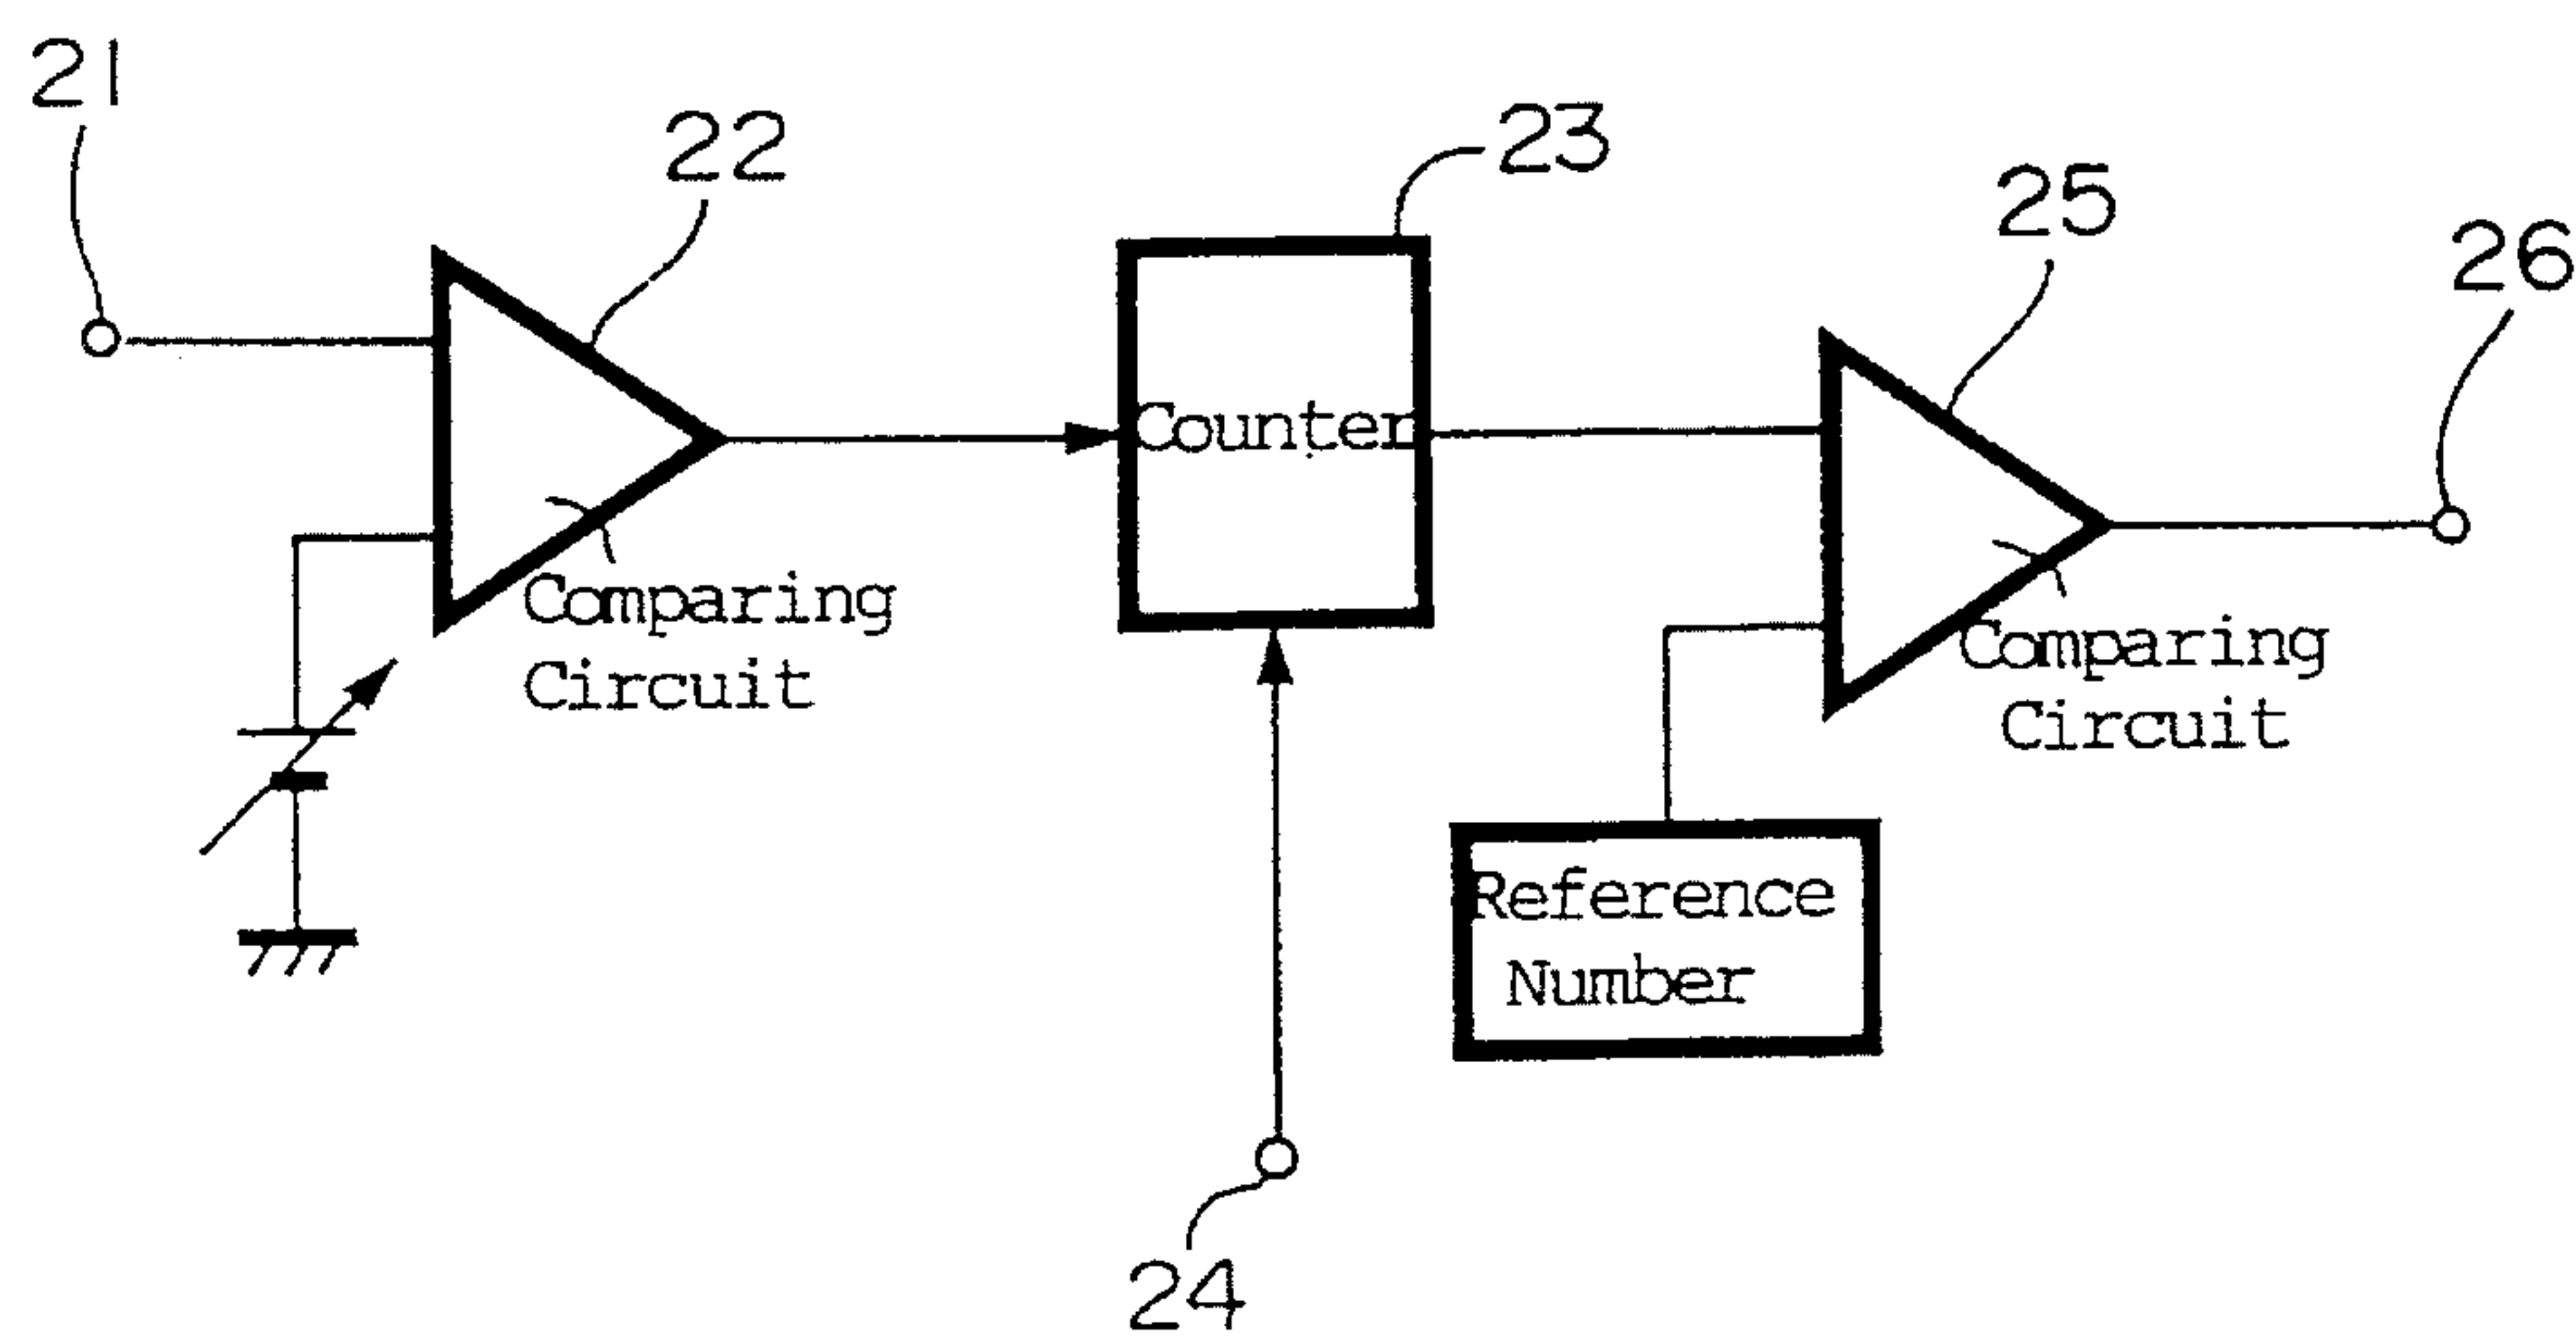 21
22
23
25
26
Counter
Comparing
Circuit
Comparing
Circuit
Reference
Number
24